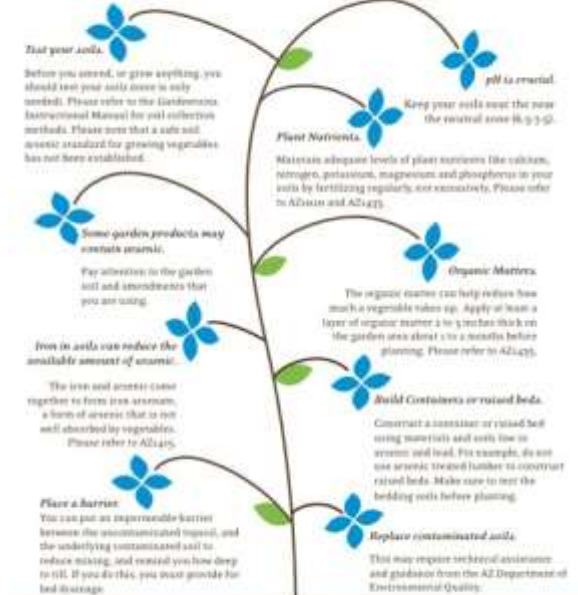 Test your soils.
Before you amend, or grow anything, you
should test your soils (more is only
needed). Please refer to the Gardenroots
Instructional Manual for soil collection
methods. Please note that a safe soil
arsenic standard for growing vegetables
has not been established.
pH is crucial.
Keep your soils near the near
the neutral zone (6.5-7.5).
Plant Nutrients.
Maintain adequate levels of plant nutrients like calcium,
nitrogen, potassium, magnesium and phosphorus in your
soils by fertilizing regularly, not excessively. Please refer
to and AZ1435.
Some garden products may
contain arsenic.
Pay attention to the garden
soil and amendments that
you are using.
Organic Matters.
The organic matter can help reduce how
much a vegetable takes up. Apply at least a
layer of organic matter 2 to 3 inches thick on
the garden area about 1 to 2 months before
planting. Please refer to AZ1435.
Iron in soils can reduce the
available amount of arsenic.
The iron and arsenic come
together to form iron arsenate,
a form of arsenic that is not
well absorbed by vegetables.
Please refer to AZ1415.
Build Containers or raised beds.
Construct a container or raised bed
using materials and soils low in
arsenic and lead. For example, do not
use arsenic treated lumber to construct
raised beds. Make sure to test the
bedding soils before planting.
Place a barrier.
You can put an impermeable barrier
between the uncontaminated topsoil, and
the underlying contaminated soil to
reduce mixing, and remind you how deep
to till. If you do this, you must provide for
bed drainage.
Replace contaminated soils.
This may require technical assistance
and guidance from the AZ Department of
Environmental Quality.